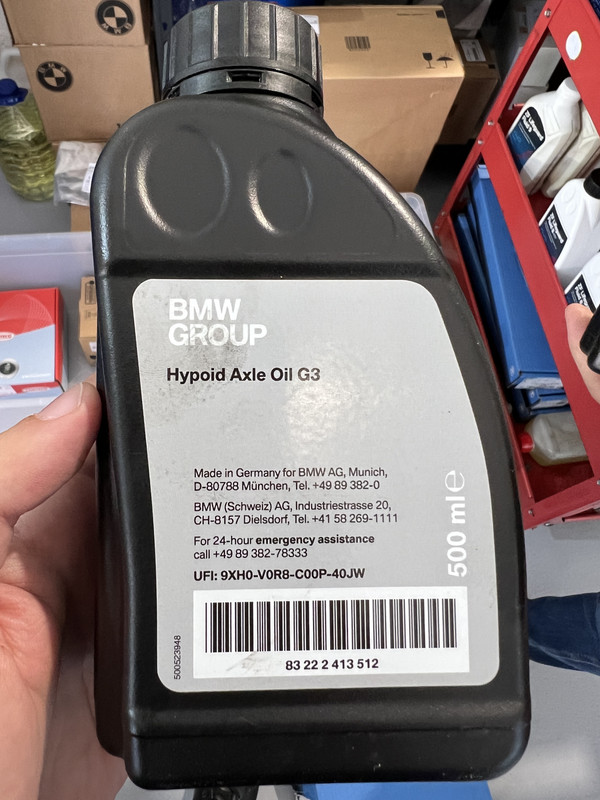 BMW
GROUP
Hypoid Axle Oil G3
Made in Germany for BMW AG, Munich,
D-80788 München, Tel. +49 89 382-0
BMW (Schweiz) AG, Industriestrasse 20,
CH-8157 Dielsdorf, Tel. +41 58 269-1111
For 24-hour emergency assistance
call +49 89 382-78333
UFI: 9XH0-V0R8-C00P-40JW
500 ml e
500523948
83 22 2 413 512